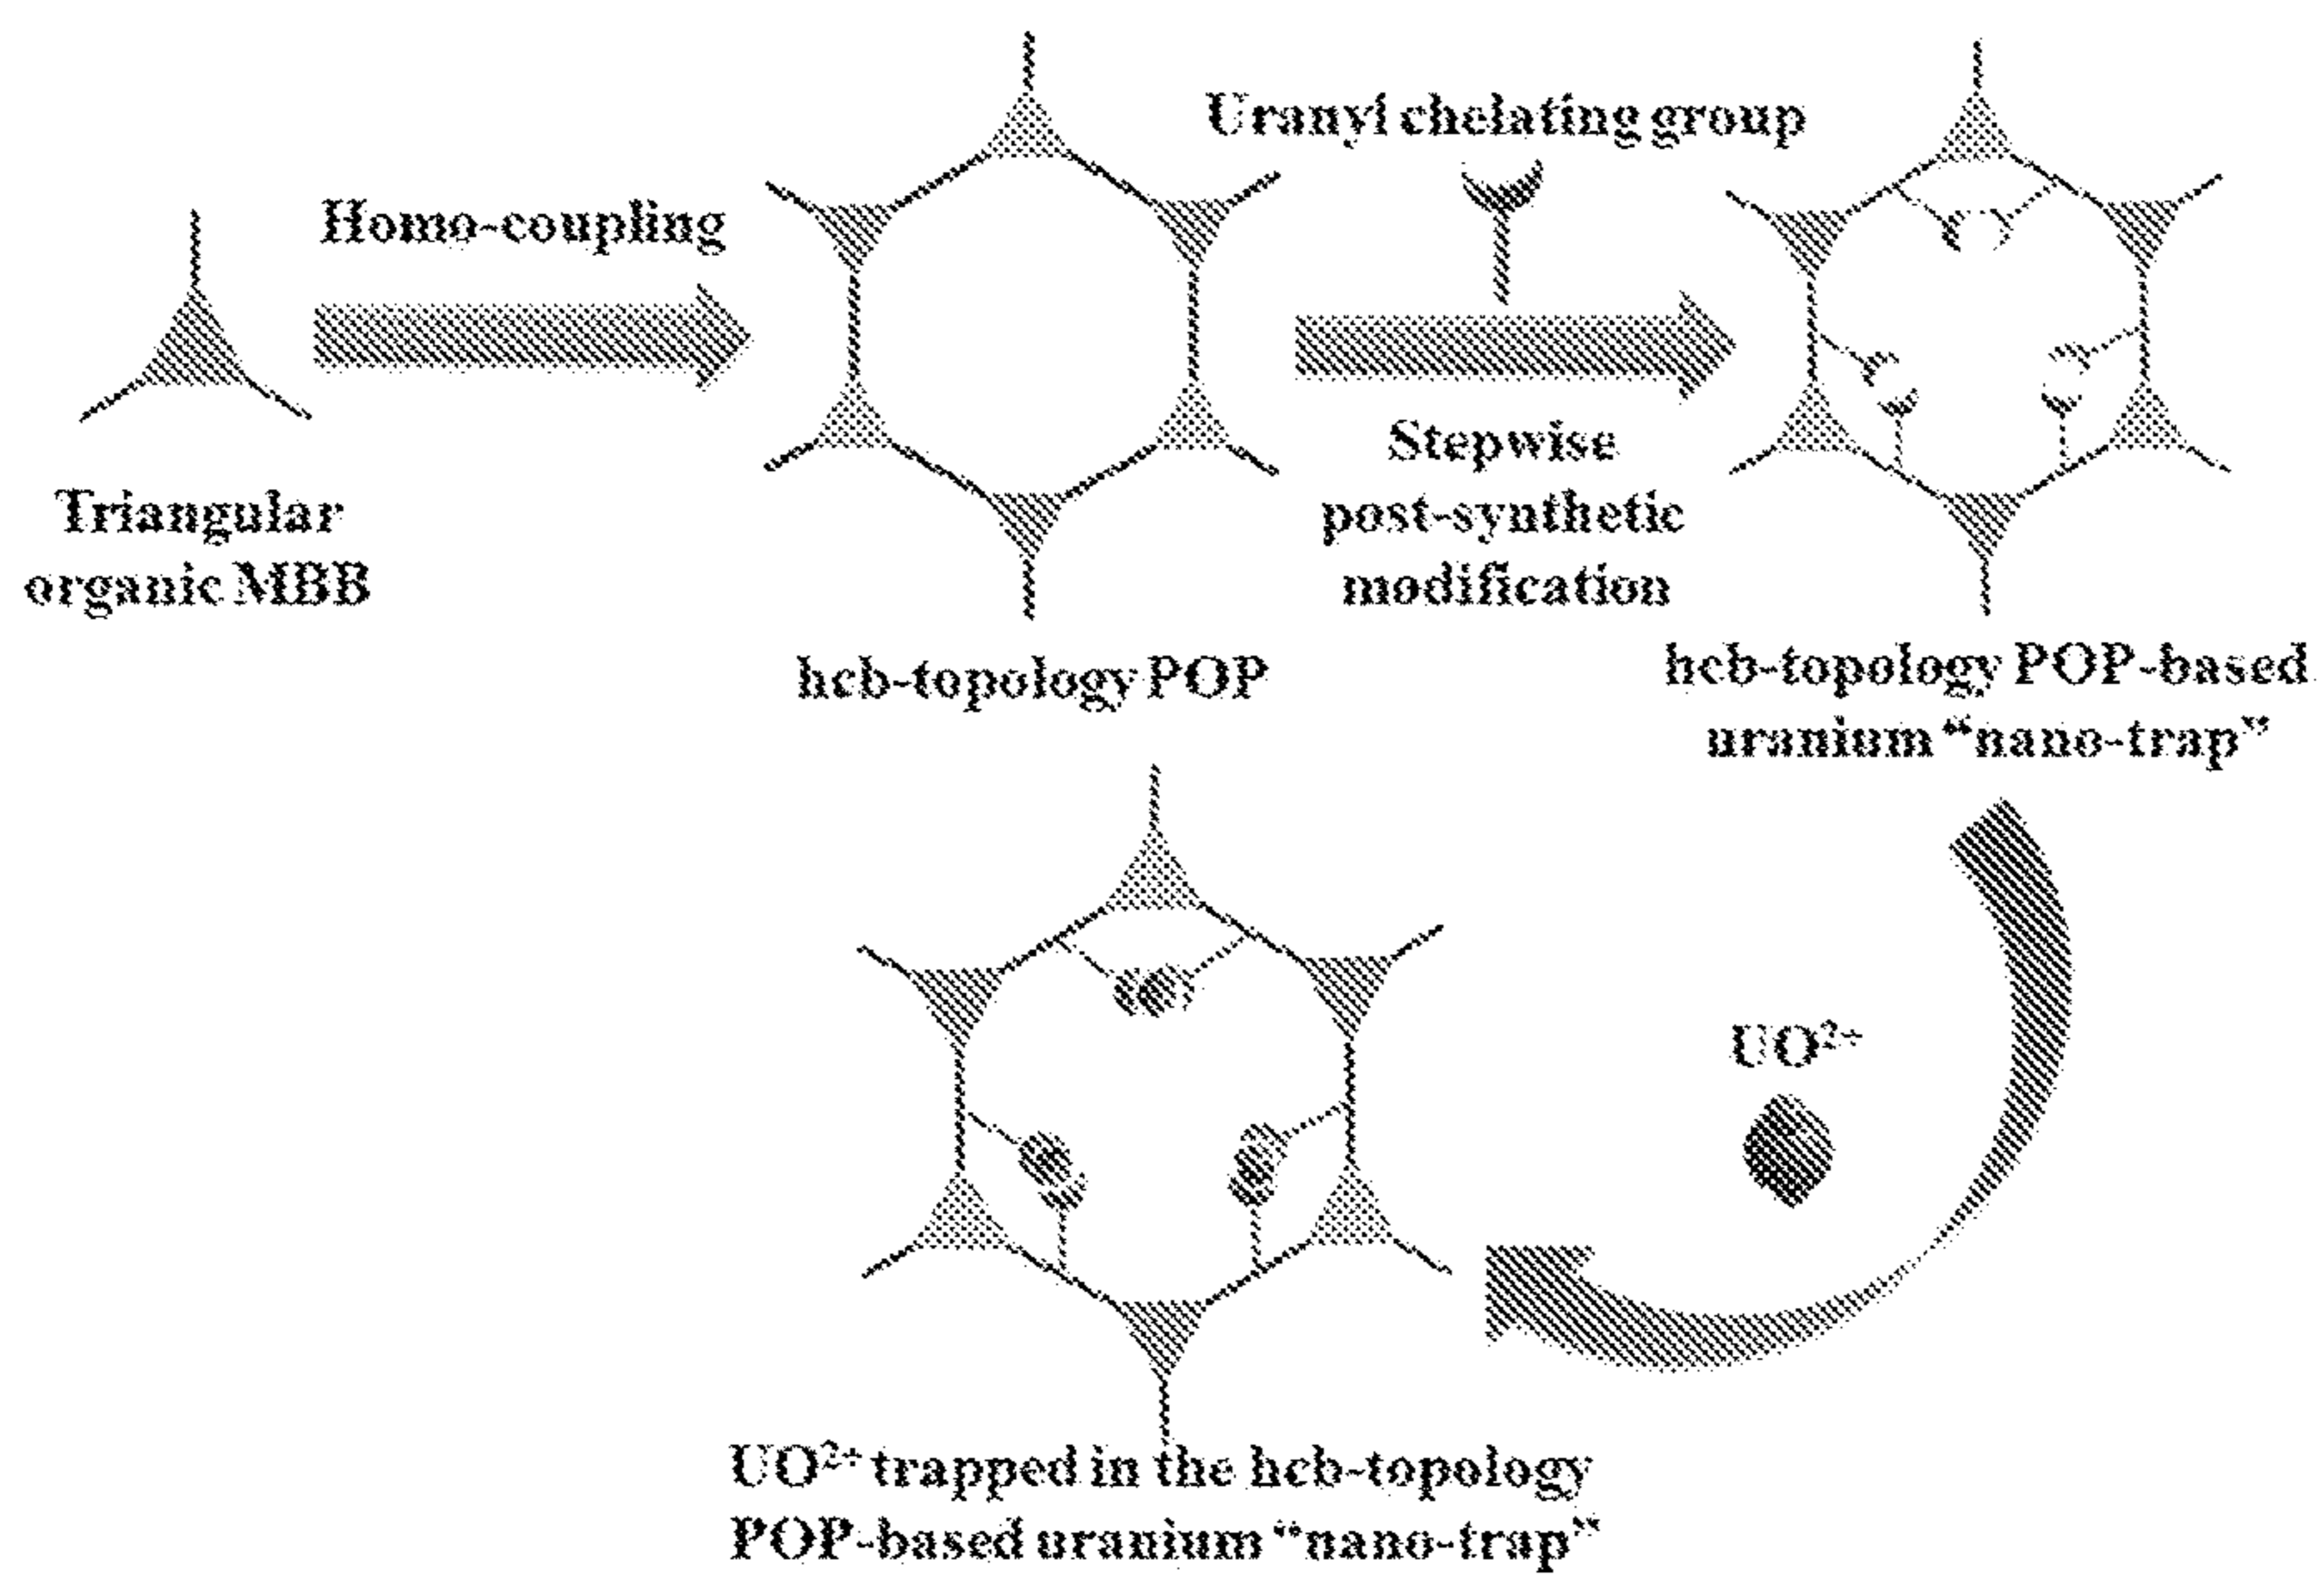 Homo-coupling
Triangular
organic MBB
hcb-topology POP
Uranyl chelating group
Stepwise
post-synthetic
modification
hcb-topology POP-based
uranium “nano-trap”
UO²⁺
UO²⁺ trapped in the hcb-topology
POP-based uranium “nano-trap”